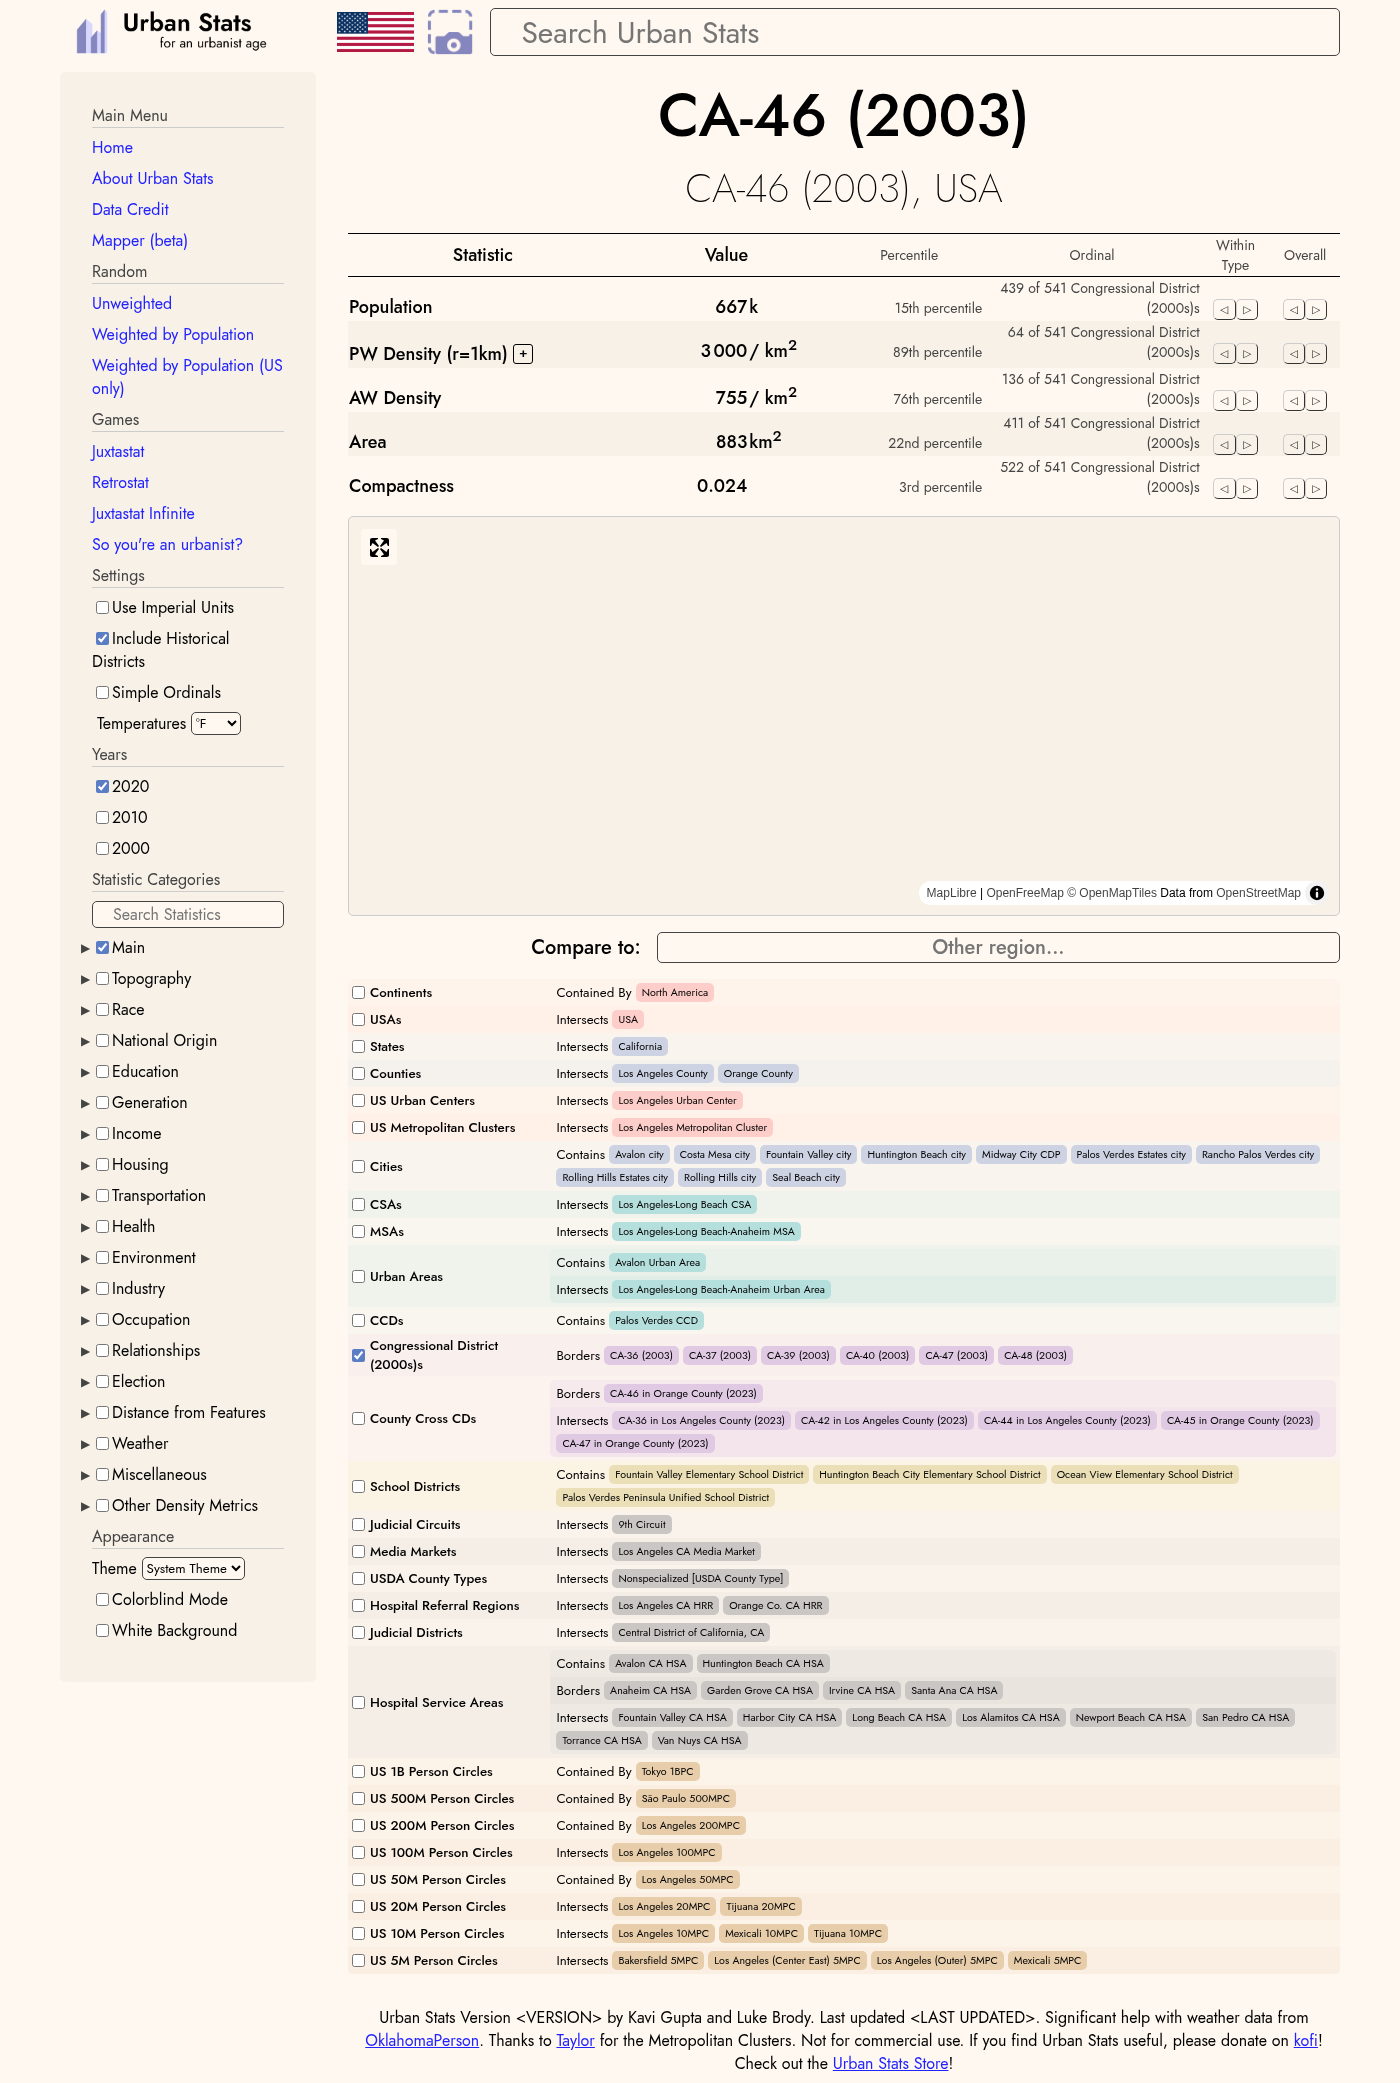 Urban Stats
for an urbanist age
Search Urban Stats
Main Menu
Home
About Urban Stats
Data Credit
Mapper (beta)
Random
Unweighted
Weighted by Population
Weighted by Population (US
only)
Games
Juxtastat
Retrostat
Juxtastat Infinite
So you're an urbanist?
Settings
Use Imperial Units
Include Historical
Districts
Simple Ordinals
Temperatures °F
Years
2020
2010
2000
Statistic Categories
Search Statistics
Main
Topography
Race
National Origin
Education
Generation
Income
Housing
Transportation
Health
Environment
Industry
Occupation
Relationships
Election
Distance from Features
Weather
Miscellaneous
Other Density Metrics
Appearance
Theme System Theme
Colorblind Mode
White Background
CA-46 (2003)
CA-46 (2003), USA
Statistic Value Percentile Ordinal Within Type Overall
Population 667k 15th percentile 439 of 541 Congressional District (2000s)s
PW Density (r=1km) + 3 000 / km2 89th percentile 64 of 541 Congressional District (2000s)s
AW Density 755 / km2 76th percentile 136 of 541 Congressional District (2000s)s
Area 883 km2 22nd percentile 411 of 541 Congressional District (2000s)s
Compactness 0.024 3rd percentile 522 of 541 Congressional District (2000s)s
MapLibre | OpenFreeMap © OpenMapTiles Data from OpenStreetMap
Compare to: Other region...
Continents Contained By North America
USAs Intersects USA
States Intersects California
Counties Intersects Los Angeles County Orange County
US Urban Centers Intersects Los Angeles Urban Center
US Metropolitan Clusters Intersects Los Angeles Metropolitan Cluster
Cities Contains Avalon city Costa Mesa city Fountain Valley city Huntington Beach city Midway City CDP Palos Verdes Estates city Rancho Palos Verdes city
Rolling Hills Estates city Rolling Hills city Seal Beach city
CSAs Intersects Los Angeles-Long Beach CSA
MSAs Intersects Los Angeles-Long Beach-Anaheim MSA
Urban Areas Contains Avalon Urban Area
Intersects Los Angeles-Long Beach-Anaheim Urban Area
CCDs Contains Palos Verdes CCD
Congressional District (2000s)s Borders CA-36 (2003) CA-37 (2003) CA-39 (2003) CA-40 (2003) CA-47 (2003) CA-48 (2003)
County Cross CDs Borders CA-46 in Orange County (2023)
Intersects CA-36 in Los Angeles County (2023) CA-42 in Los Angeles County (2023) CA-44 in Los Angeles County (2023) CA-45 in Orange County (2023)
CA-47 in Orange County (2023)
School Districts Contains Fountain Valley Elementary School District Huntington Beach City Elementary School District Ocean View Elementary School District
Palos Verdes Peninsula Unified School District
Judicial Circuits Intersects 9th Circuit
Media Markets Intersects Los Angeles CA Media Market
USDA County Types Intersects Nonspecialized [USDA County Type]
Hospital Referral Regions Intersects Los Angeles CA HRR Orange Co. CA HRR
Judicial Districts Intersects Central District of California, CA
Hospital Service Areas Contains Avalon CA HSA Huntington Beach CA HSA
Borders Anaheim CA HSA Garden Grove CA HSA Irvine CA HSA Santa Ana CA HSA
Intersects Fountain Valley CA HSA Harbor City CA HSA Long Beach CA HSA Los Alamitos CA HSA Newport Beach CA HSA San Pedro CA HSA
Torrance CA HSA Van Nuys CA HSA
US 1B Person Circles Contained By Tokyo 1BPC
US 500M Person Circles Contained By São Paulo 500MPC
US 200M Person Circles Contained By Los Angeles 200MPC
US 100M Person Circles Intersects Los Angeles 100MPC
US 50M Person Circles Contained By Los Angeles 50MPC
US 20M Person Circles Intersects Los Angeles 20MPC Tijuana 20MPC
US 10M Person Circles Intersects Los Angeles 10MPC Mexicali 10MPC Tijuana 10MPC
US 5M Person Circles Intersects Bakersfield 5MPC Los Angeles (Center East) 5MPC Los Angeles (Outer) 5MPC Mexicali 5MPC
Urban Stats Version <VERSION> by Kavi Gupta and Luke Brody. Last updated <LAST UPDATED>. Significant help with weather data from
OklahomaPerson. Thanks to Taylor for the Metropolitan Clusters. Not for commercial use. If you find Urban Stats useful, please donate on kofi!
Check out the Urban Stats Store!